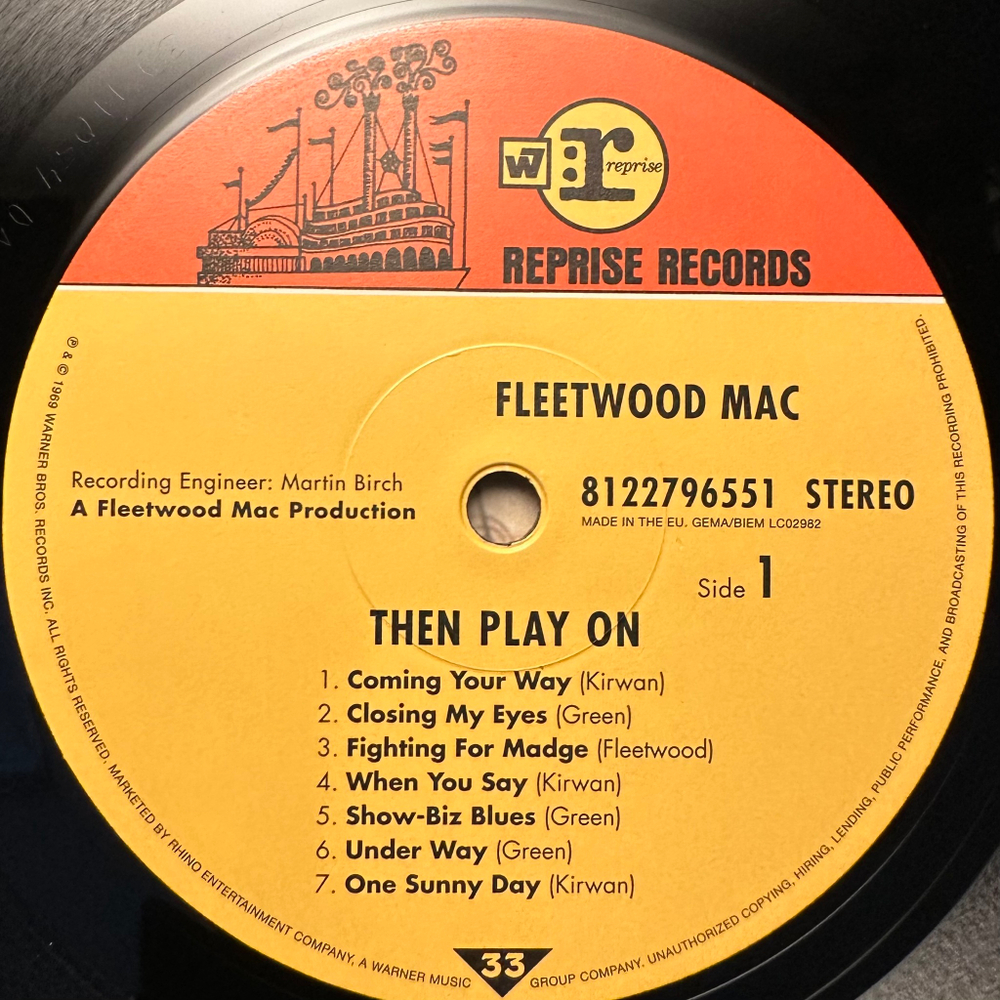 W7 r reprise
REPRISE RECORDS
FLEETWOOD MAC
Recording Engineer: Martin Birch
A Fleetwood Mac Production
8122796551 STEREO
MADE IN THE EU. GEMA/BIEM LC02982
Side 1
THEN PLAY ON
1. Coming Your Way (Kirwan)
2. Closing My Eyes (Green)
3. Fighting For Madge (Fleetwood)
4. When You Say (Kirwan)
5. Show-Biz Blues (Green)
6. Under Way (Green)
7. One Sunny Day (Kirwan)
℗ & © 1969 WARNER BROS. RECORDS INC. ALL RIGHTS RESERVED. MARKETED BY RHINO ENTERTAINMENT COMPANY, A WARNER MUSIC GROUP COMPANY. UNAUTHORIZED COPYING, HIRING, LENDING, PUBLIC PERFORMANCE, AND BROADCASTING OF THIS RECORDING PROHIBITED.
33